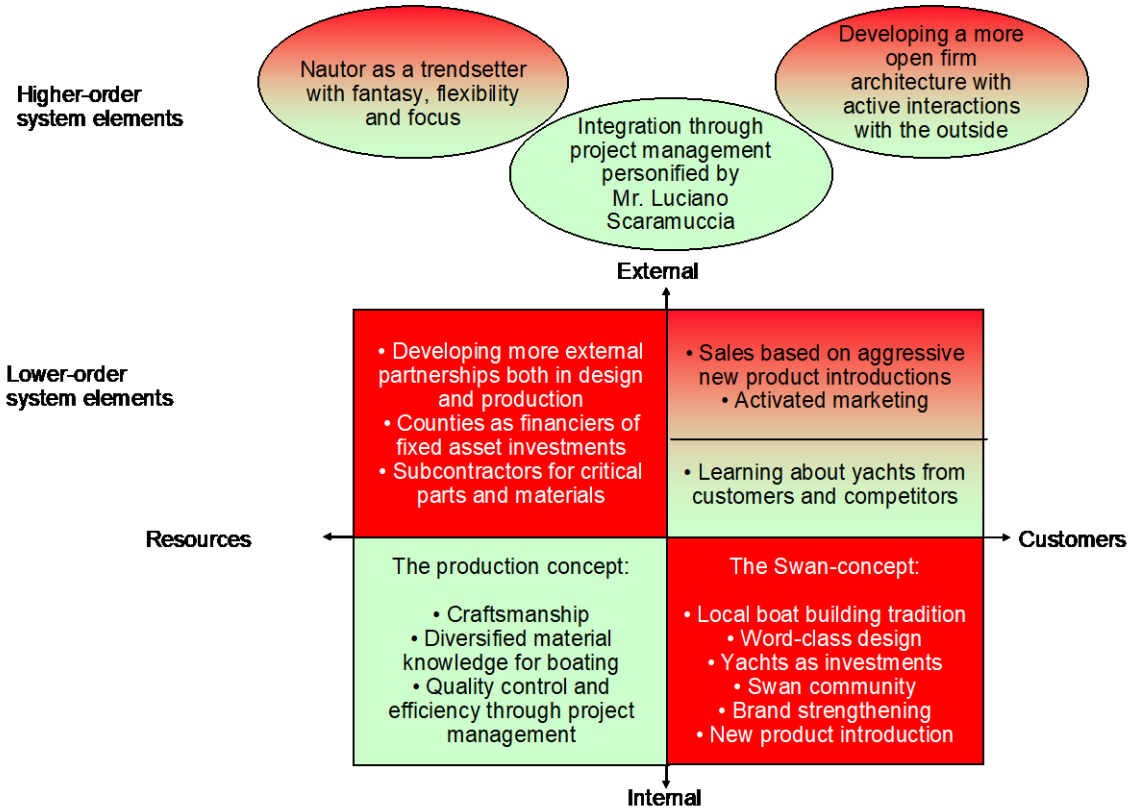 Nautor as a trendsetter
with fantasy, flexibility
and focus
Developing a more
open firm
architecture with
active interactions
with the outside
Higher-order
system elements
Integration through
project management
personified by
Mr. Luciano
Scaramuccia
External
Lower-order
system elements
• Developing more external
partnerships both in design
and production
• Counties as financiers of
fixed asset investments
• Subcontractors for critical
parts and materials
• Sales based on aggressive
new product introductions
• Activated marketing
• Learning about yachts from
customers and competitors
Resources
Customers
The production concept:
• Craftsmanship
• Diversified material
knowledge for boating
• Quality control and
efficiency through project
management
The Swan-concept:
• Local boat building tradition
• Word-class design
• Yachts as investments
• Swan community
• Brand strengthening
• New product introduction
Internal